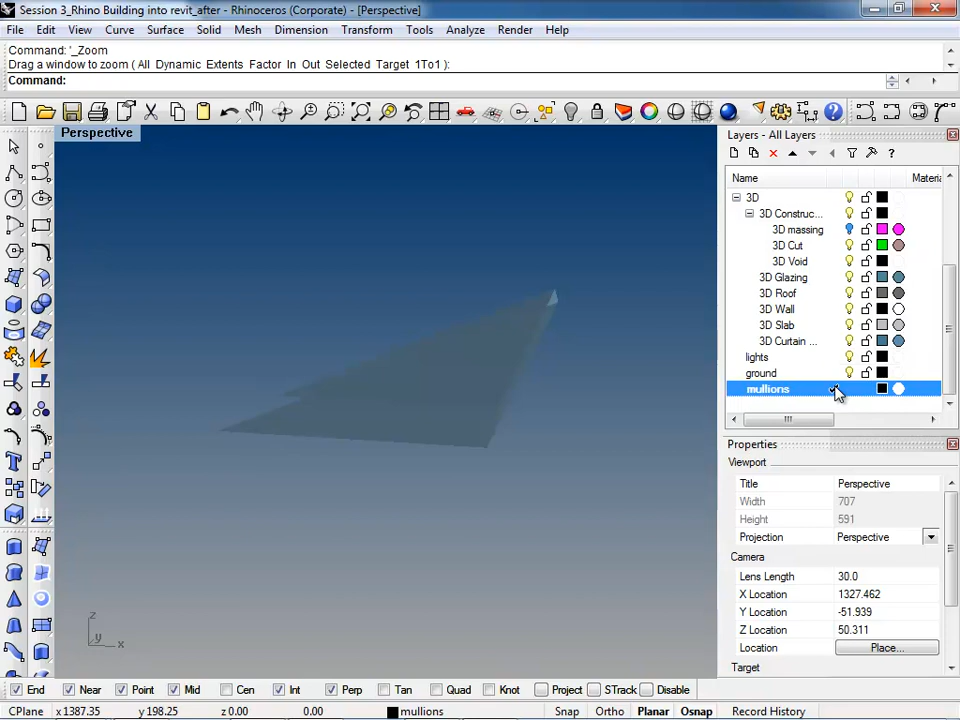 Session 3_Rhino Building into revit_after - Rhinoceros (Corporate) - [Perspective]
File Edit View Curve Surface Solid Mesh Dimension Transform Tools Analyze Render Help
Command: '_Zoom
Drag a window to zoom ( All Dynamic Extents Factor In Out Selected Target 1To1 ):
Command:
Perspective
Layers - All Layers
Name Materia
3D
3D Construc...
3D massing
3D Cut
3D Void
3D Glazing
3D Roof
3D Wall
3D Slab
3D Curtain ...
lights
ground
mullions
Properties
Viewport
Title Perspective
Width 707
Height 591
Projection Perspective
Camera
Lens Length 30.0
X Location 1327.462
Y Location -51.939
Z Location 50.311
Location Place...
Target
z
y x
End Near Point Mid Cen Int Perp Tan Quad Knot Project STrack Disable
CPlane x 1387.35 y 198.25 z 0.00 0.00 mullions Snap Ortho Planar Osnap Record History